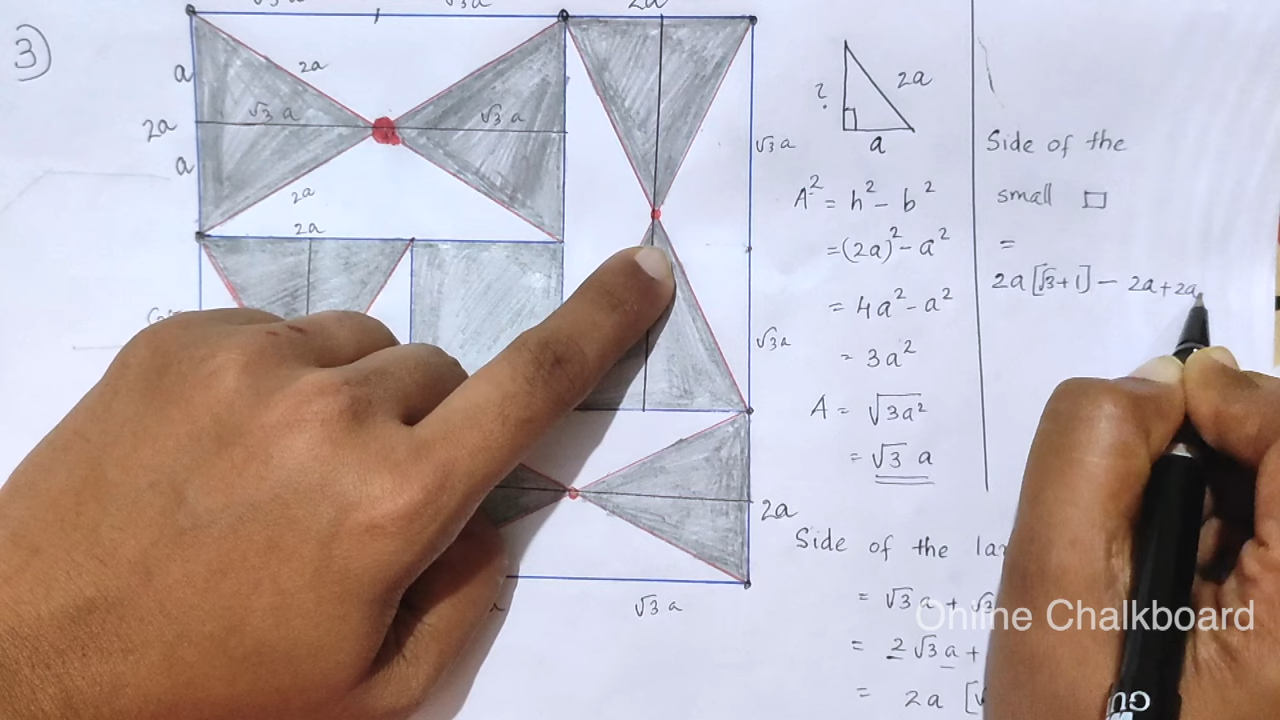 3)
√3 a
√3 a
2a
a
2a
√3 a
√3 a
2a
a
2a
2a
√3 a
√3 a
2a
√3 a
?
2a
a
A² = h² - b²
= (2a)² - a²
= 4a² - a²
= 3a²
A = √3a²
= √3 a
Side of the
small □
=
2a [√3+1] - 2a + 2a
Side of the
= √3 a + √3
= 2 √3 a +
= 2a [
Online Chalkboard